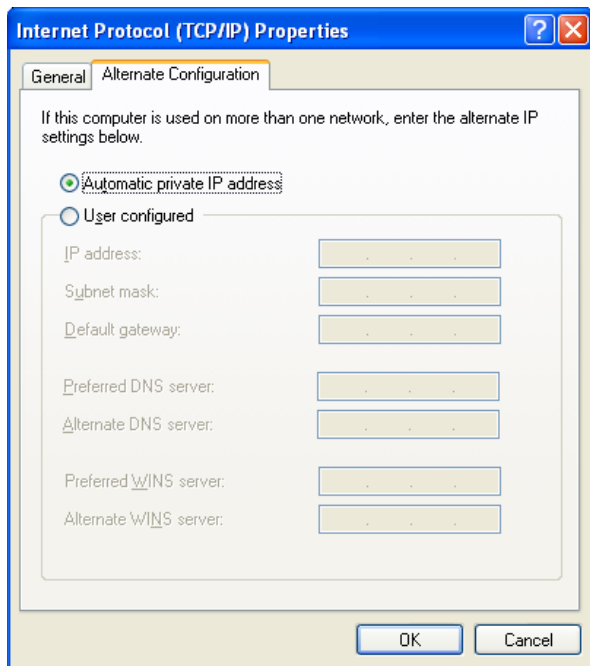 Internet Protocol (TCP/IP) Properties
General
Alternate Configuration
If this computer is used on more than one network, enter the alternate IP
settings below.
Automatic private IP address
User configured
IP address:
Subnet mask:
Default gateway:
Preferred DNS server:
Alternate DNS server:
Preferred WINS server:
Alternate WINS server:
OK
Cancel